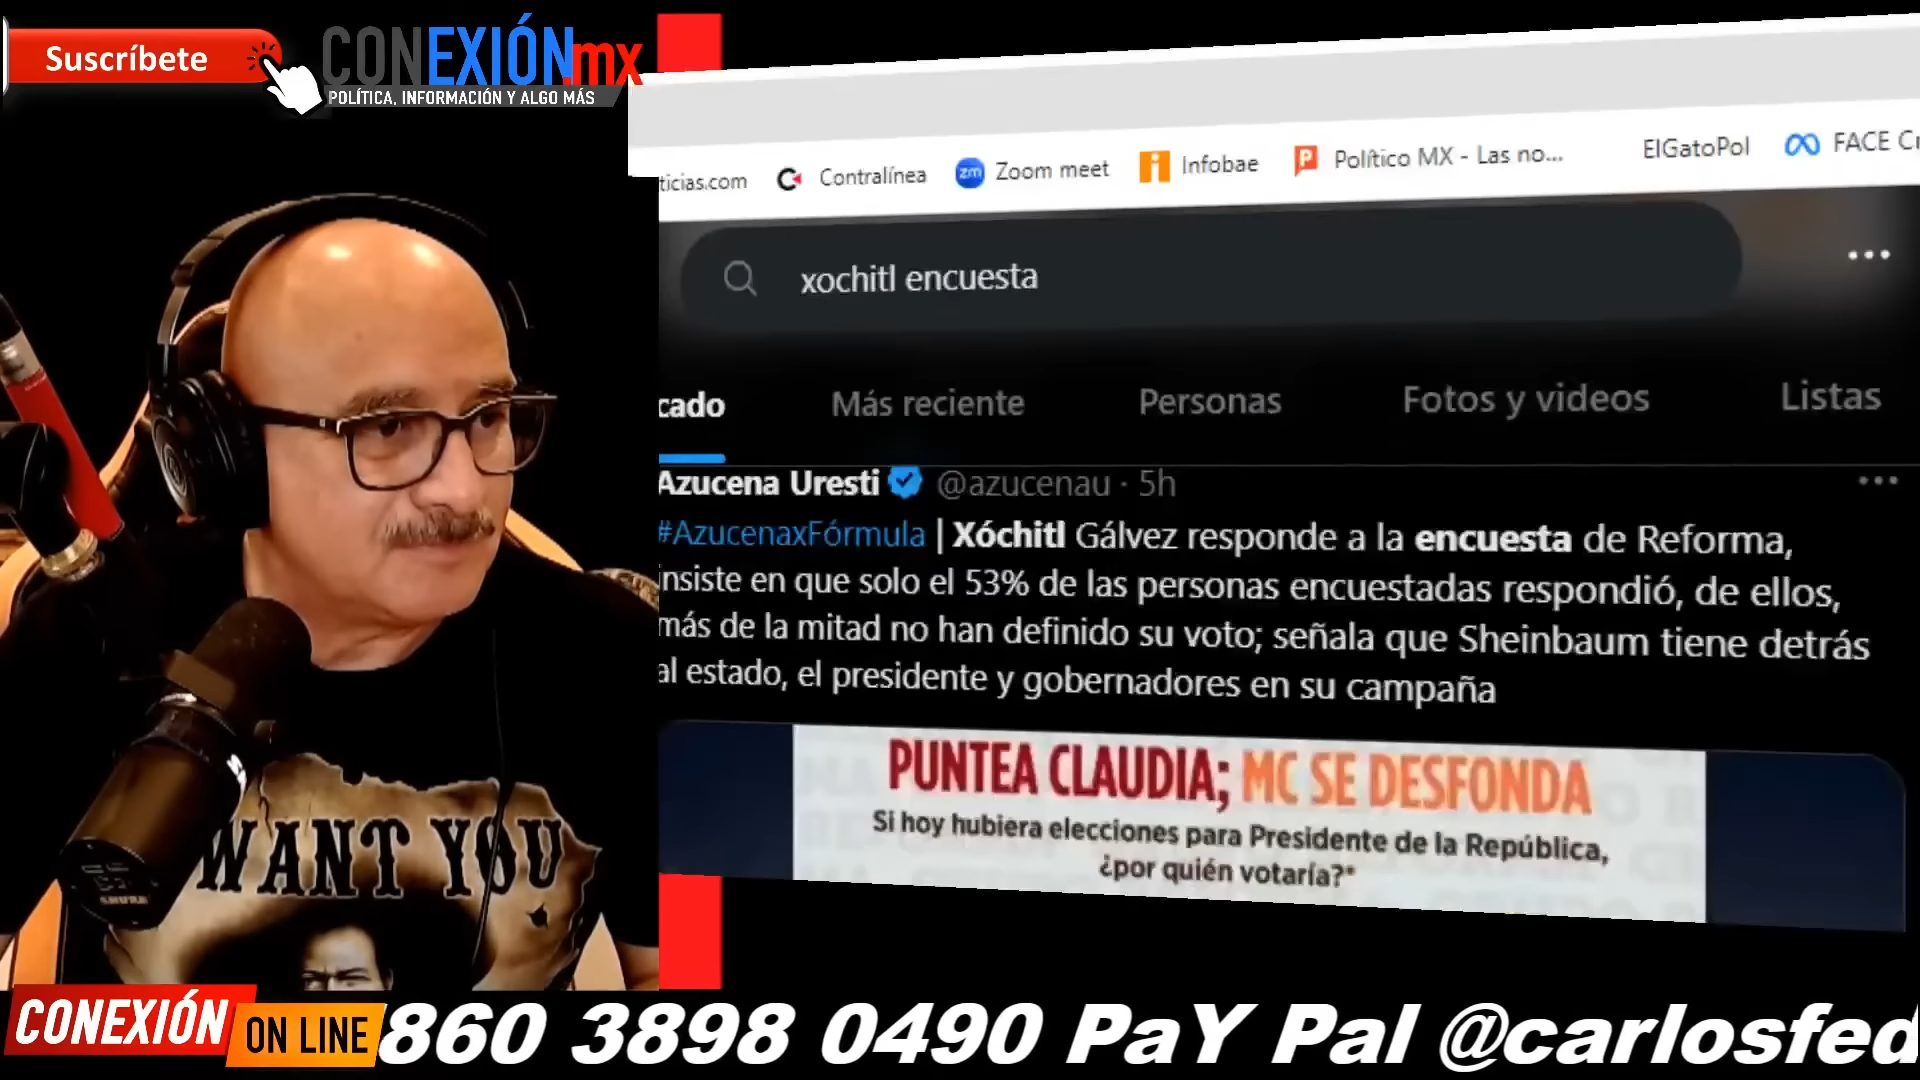 Suscríbete
CONEXIÓN.mx
POLÍTICA, INFORMACIÓN Y ALGO MÁS
ticias.com Contralínea zm Zoom meet Infobae Político MX - Las no... ElGatoPol FACE Cr
xochitl encuesta
cado Más reciente Personas Fotos y videos Listas
Azucena Uresti @azucenau · 5h
#AzucenaxFórmula | Xóchitl Gálvez responde a la encuesta de Reforma,
insiste en que solo el 53% de las personas encuestadas respondió, de ellos,
más de la mitad no han definido su voto; señala que Sheinbaum tiene detrás
al estado, el presidente y gobernadores en su campaña
PUNTEA CLAUDIA; MC SE DESFONDA
Si hoy hubiera elecciones para Presidente de la República,
¿por quién votaría?*
WANT YOU
SHURE
CONEXIÓN ON LINE
860 3898 0490 PaY Pal @carlosfed